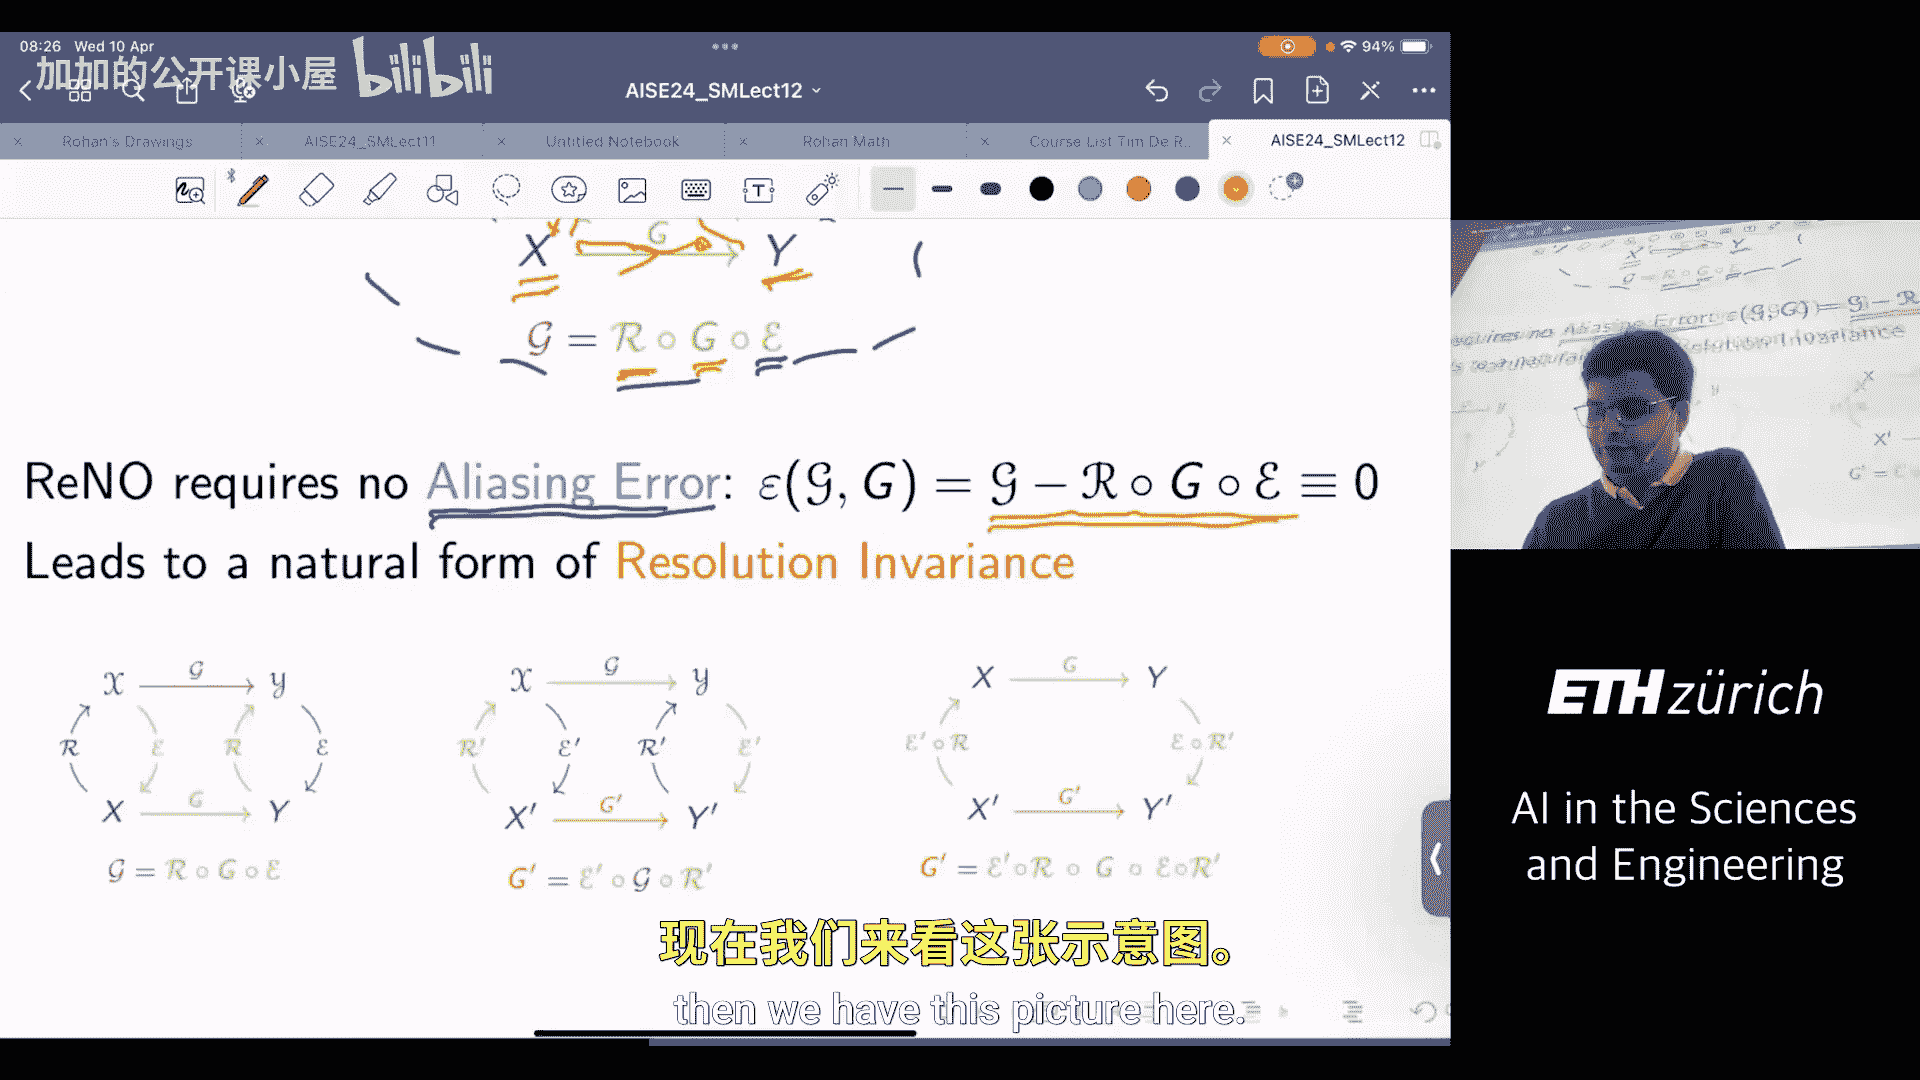 08:26 Wed 10 Apr
94%
加加的公开课小屋 bilibili
AISE24_SMLect12
Rohan's Drawings
AISE24_SMLect11
Untitled Notebook
Rohan Math
Course List Tim De R...
AISE24_SMLect12
X G Y
𝒢 = ℛ ∘ G ∘ ℰ
ReNO requires no Aliasing Error: ε(𝒢, G) = 𝒢 − ℛ ∘ G ∘ ℰ ≡ 0
Leads to a natural form of Resolution Invariance
𝒳 𝒢 𝒴
ℛ ℰ ℛ ℰ
X G Y
𝒢 = ℛ ∘ G ∘ ℰ
𝒳 𝒢 𝒴
ℛ′ ℰ′ ℛ′ ℰ′
X′ G′ Y′
G′ = ℰ′ ∘ 𝒢 ∘ ℛ′
X G Y
ℰ′ ∘ ℛ ℰ ∘ ℛ′
X′ G′ Y′
G′ = ℰ′∘ℛ ∘ G ∘ ℰ∘ℛ′
现在我们来看这张示意图。
then we have this picture here.
ETH zürich
AI in the Sciences
and Engineering